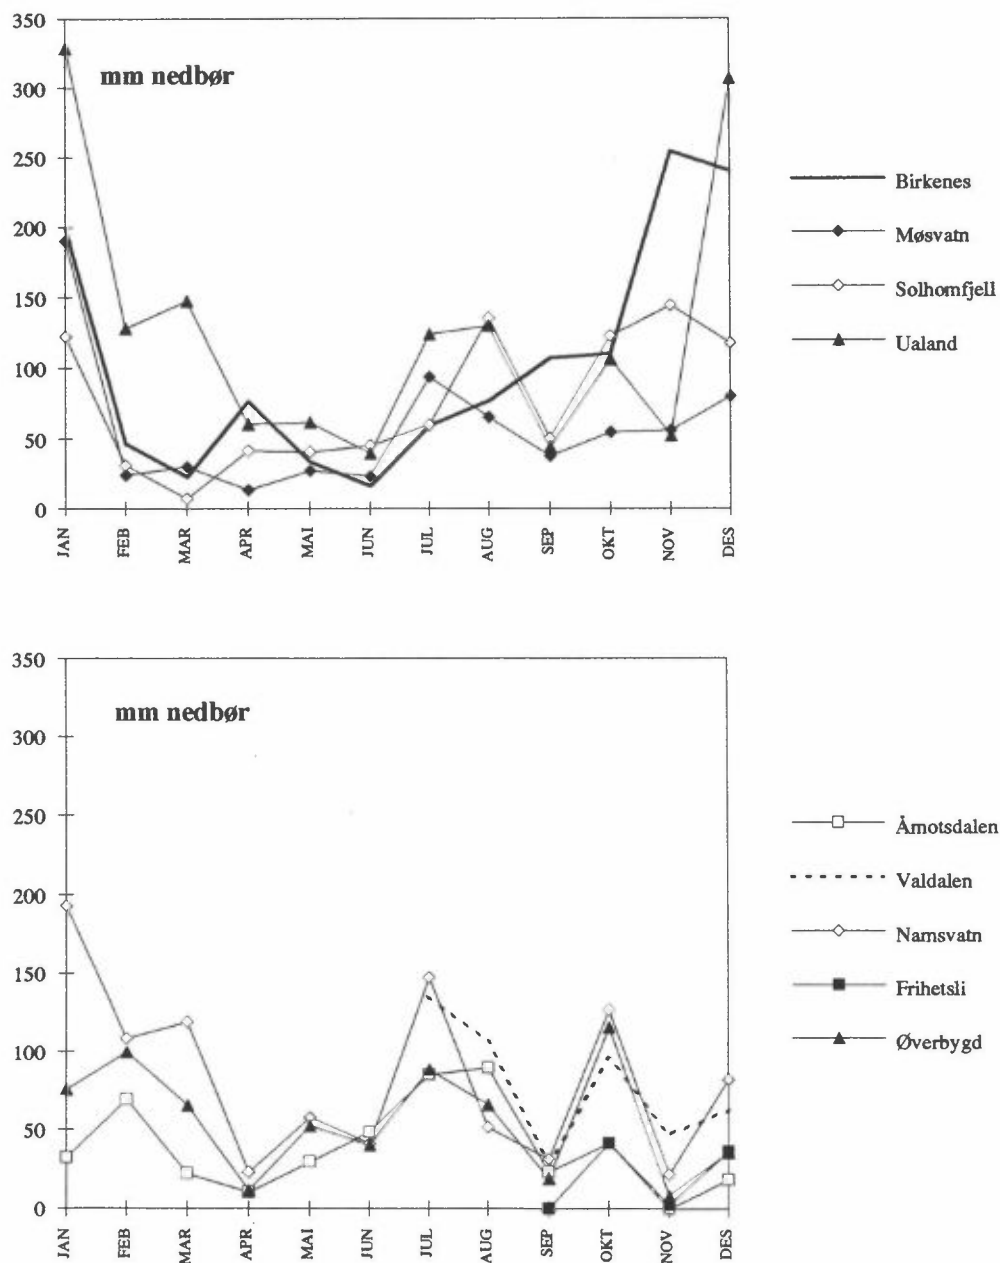 350
300
250
200
150
100
50
0
mm nedbør
JAN
FEB
MAR
APR
MAI
JUN
JUL
AUG
SEP
OKT
NOV
DES
Birkenes
Møsvatn
Solhomfjell
Ualand
350
300
250
200
150
100
50
0
mm nedbør
JAN
FEB
MAR
APR
MAI
JUN
JUL
AUG
SEP
OKT
NOV
DES
Åmotsdalen
Valdalen
Namsvatn
Frihetsli
Øverbygd